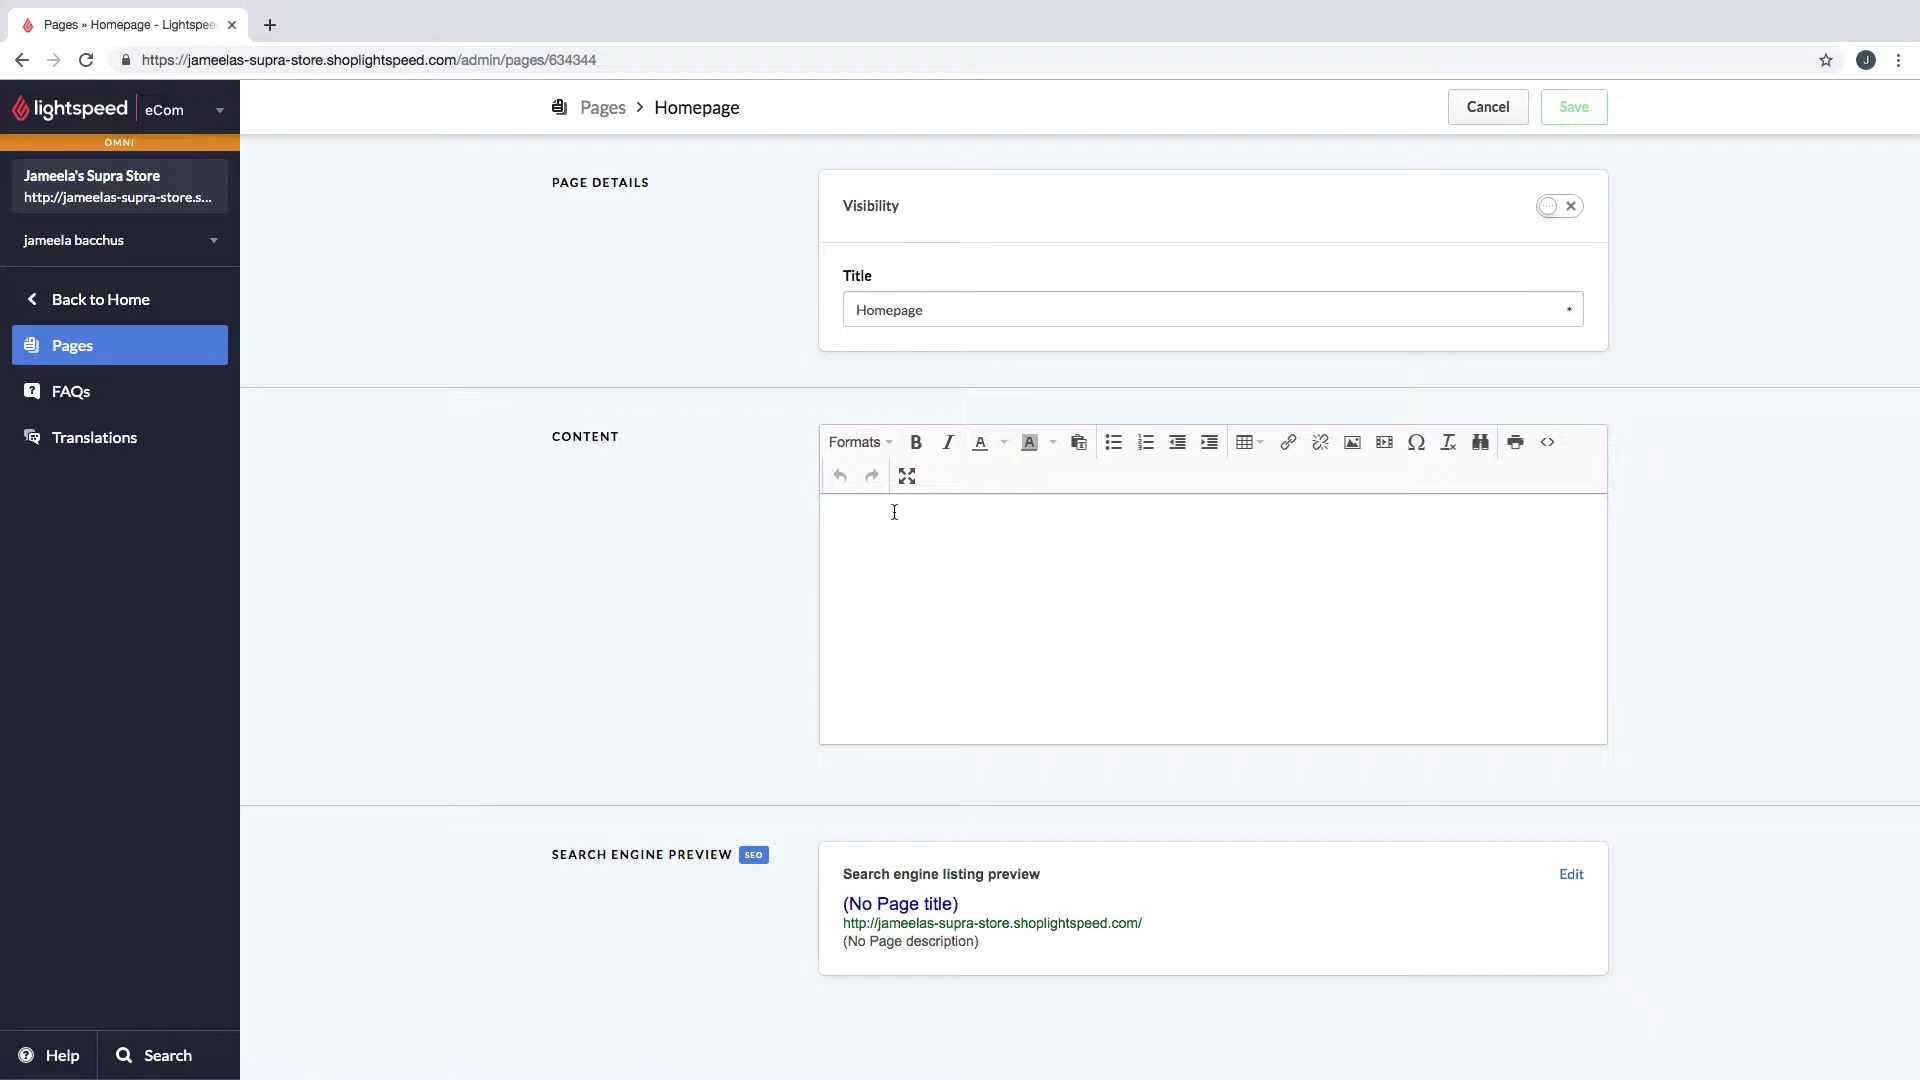 Pages » Homepage - Lightspee
https://jameelas-supra-store.shoplightspeed.com/admin/pages/634344
J
lightspeed eCom
Pages > Homepage
Cancel
Save
OMNI
Jameela's Supra Store
http://jameelas-supra-store.s...
jameela bacchus
Back to Home
Pages
FAQs
Translations
PAGE DETAILS
Visibility
Title
Homepage *
CONTENT
Formats
SEARCH ENGINE PREVIEW SEO
Search engine listing preview
Edit
(No Page title)
http://jameelas-supra-store.shoplightspeed.com/
(No Page description)
Help
Search